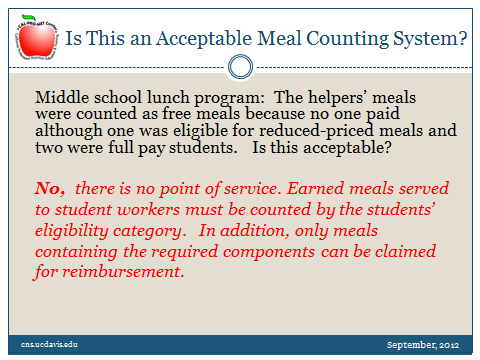 CAL-PRO-NET Center
Is This an Acceptable Meal Counting System?
Middle school lunch program:  The helpers’ meals
were counted as free meals because no one paid
although one was eligible for reduced-priced meals and
two were full pay students.   Is this acceptable?
No,  there is no point of service. Earned meals served
to student workers must be counted by the students’
eligibility category.   In addition, only meals
containing the required components can be claimed
for reimbursement.
cns.ucdavis.edu
September, 2012